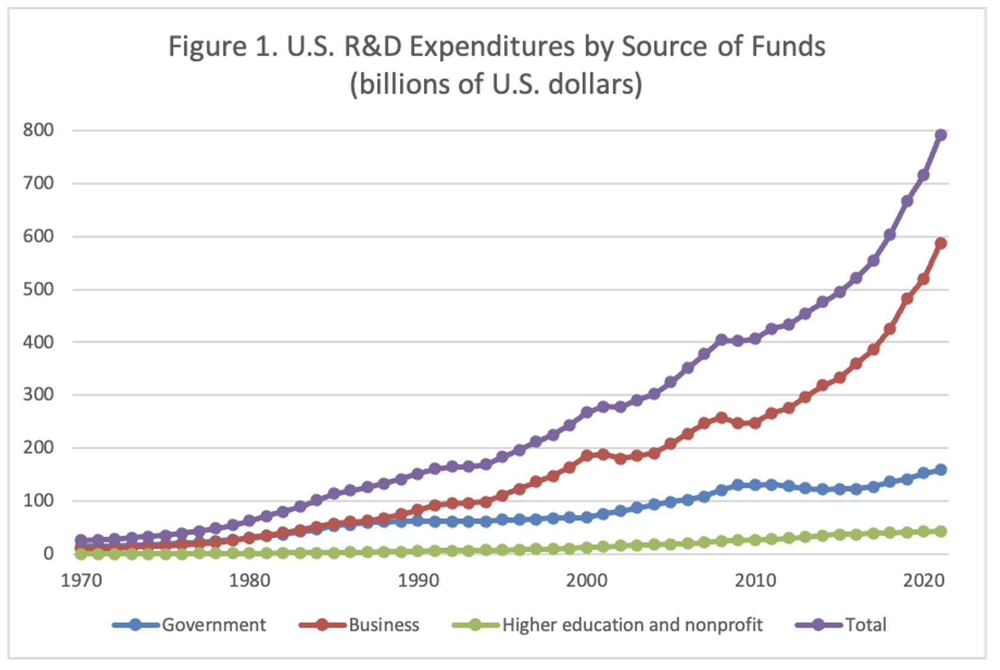 Figure 1. U.S. R&D Expenditures by Source of Funds
(billions of U.S. dollars)
800
700
600
500
400
300
200
100
0
1970 1980 1990 2000 2010 2020
Government Business Higher education and nonprofit Total